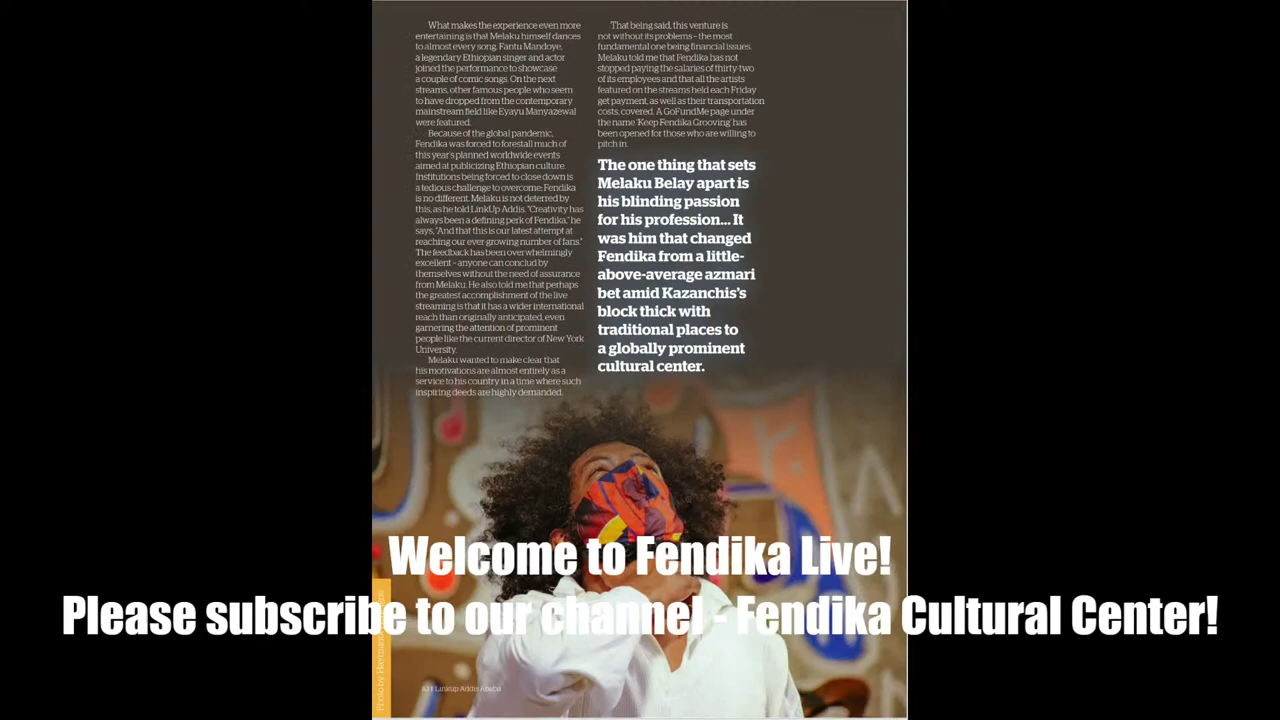 What makes the experience even more
entertaining is that Melaku himself dances
to almost every song. Fantu Mandoye,
a legendary Ethiopian singer and actor
joined the performance to showcase
a couple of comic songs. On the next
streams, other famous people who seem
to have dropped from the contemporary
mainstream field like Eyayu Manyazewal
were featured.
Because of the global pandemic,
Fendika was forced to forestall much of
this year's planned worldwide events
aimed at publicizing Ethiopian culture.
Institutions being forced to close down is
a tedious challenge to overcome; Fendika
is no different. Melaku is not deterred by
this, as he told LinkUp Addis. "Creativity has
always been a defining perk of Fendika," he
says, "And that this is our latest attempt at
reaching our ever-growing number of fans."
The feedback has been overwhelmingly
excellent – anyone can conclud by
themselves without the need of assurance
from Melaku. He also told me that perhaps
the greatest accomplishment of the live
streaming is that it has a wider international
reach than originally anticipated, even
garnering the attention of prominent
people like the current director of New York
University.
Melaku wanted to make clear that
his motivations are almost entirely as a
service to his country in a time where such
inspiring deeds are highly demanded.
That being said, this venture is
not without its problems – the most
fundamental one being financial issues.
Melaku told me that Fendika has not
stopped paying the salaries of thirty-two
of its employees and that all the artists
featured on the streams held each Friday
get payment, as well as their transportation
costs, covered. A GoFundMe page under
the name 'Keep Fendika Grooving' has
been opened for those who are willing to
pitch in.
The one thing that sets
Melaku Belay apart is
his blinding passion
for his profession... It
was him that changed
Fendika from a little-
above-average azmari
bet amid Kazanchis's
block thick with
traditional places to
a globally prominent
cultural center.
Welcome to Fendika Live!
Please subscribe to our channel - Fendika Cultural Center!
Photo by
Linkup Addis Ababa